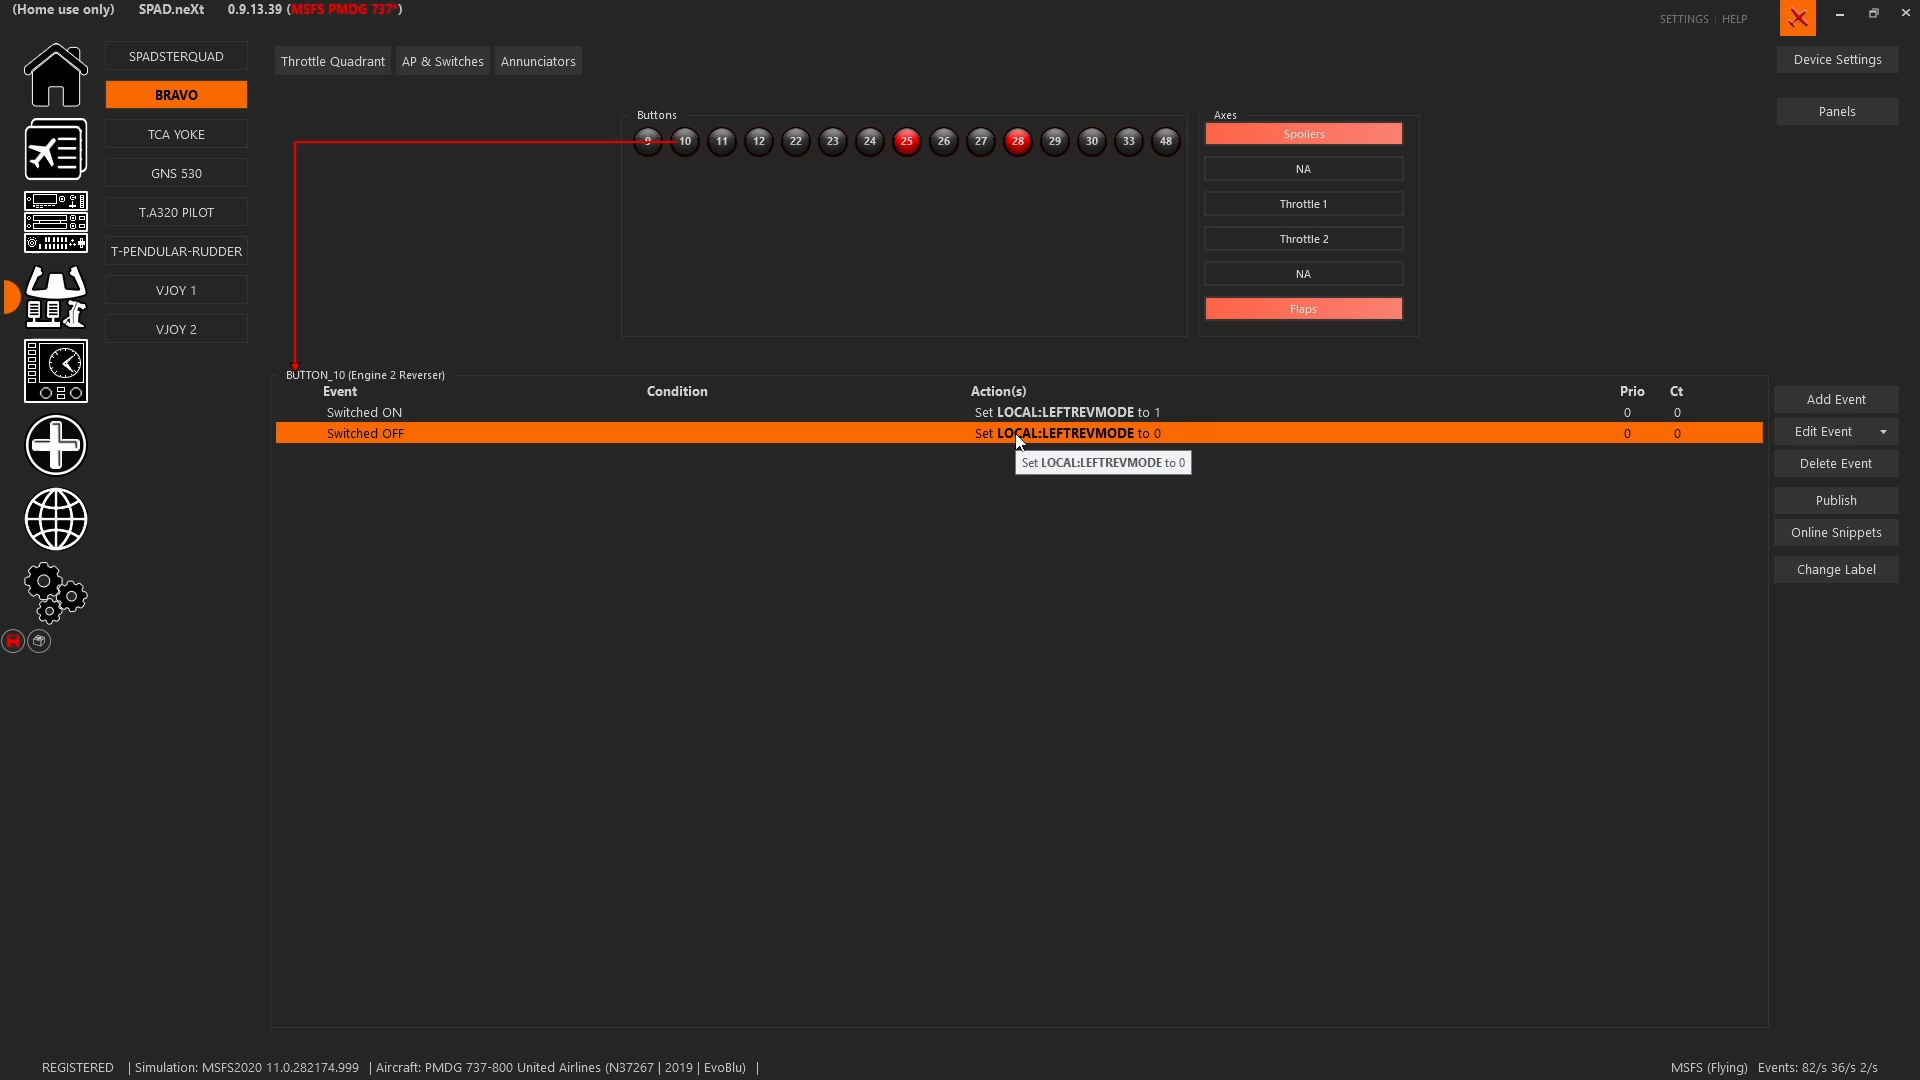 (Home use only) SPAD.neXt 0.9.13.39 (MSFS PMDG 737*)
SETTINGS | HELP
SPADSTERQUAD
BRAVO
TCA YOKE
GNS 530
T.A320 PILOT
T-PENDULAR-RUDDER
VJOY 1
VJOY 2
Throttle Quadrant AP & Switches Annunciators
Device Settings
Panels
Buttons
9 10 11 12 22 23 24 25 26 27 28 29 30 33 48
Axes
Spoilers
NA
Throttle 1
Throttle 2
NA
Flaps
BUTTON_10 (Engine 2 Reverser)
Event Condition Action(s) Prio Ct
Switched ON Set LOCAL:LEFTREVMODE to 1 0 0
Switched OFF Set LOCAL:LEFTREVMODE to 0 0 0
Set LOCAL:LEFTREVMODE to 0
Add Event
Edit Event
Delete Event
Publish
Online Snippets
Change Label
REGISTERED | Simulation: MSFS2020 11.0.282174.999 | Aircraft: PMDG 737-800 United Airlines (N37267 | 2019 | EvoBlu) |
MSFS (Flying) Events: 82/s 36/s 2/s